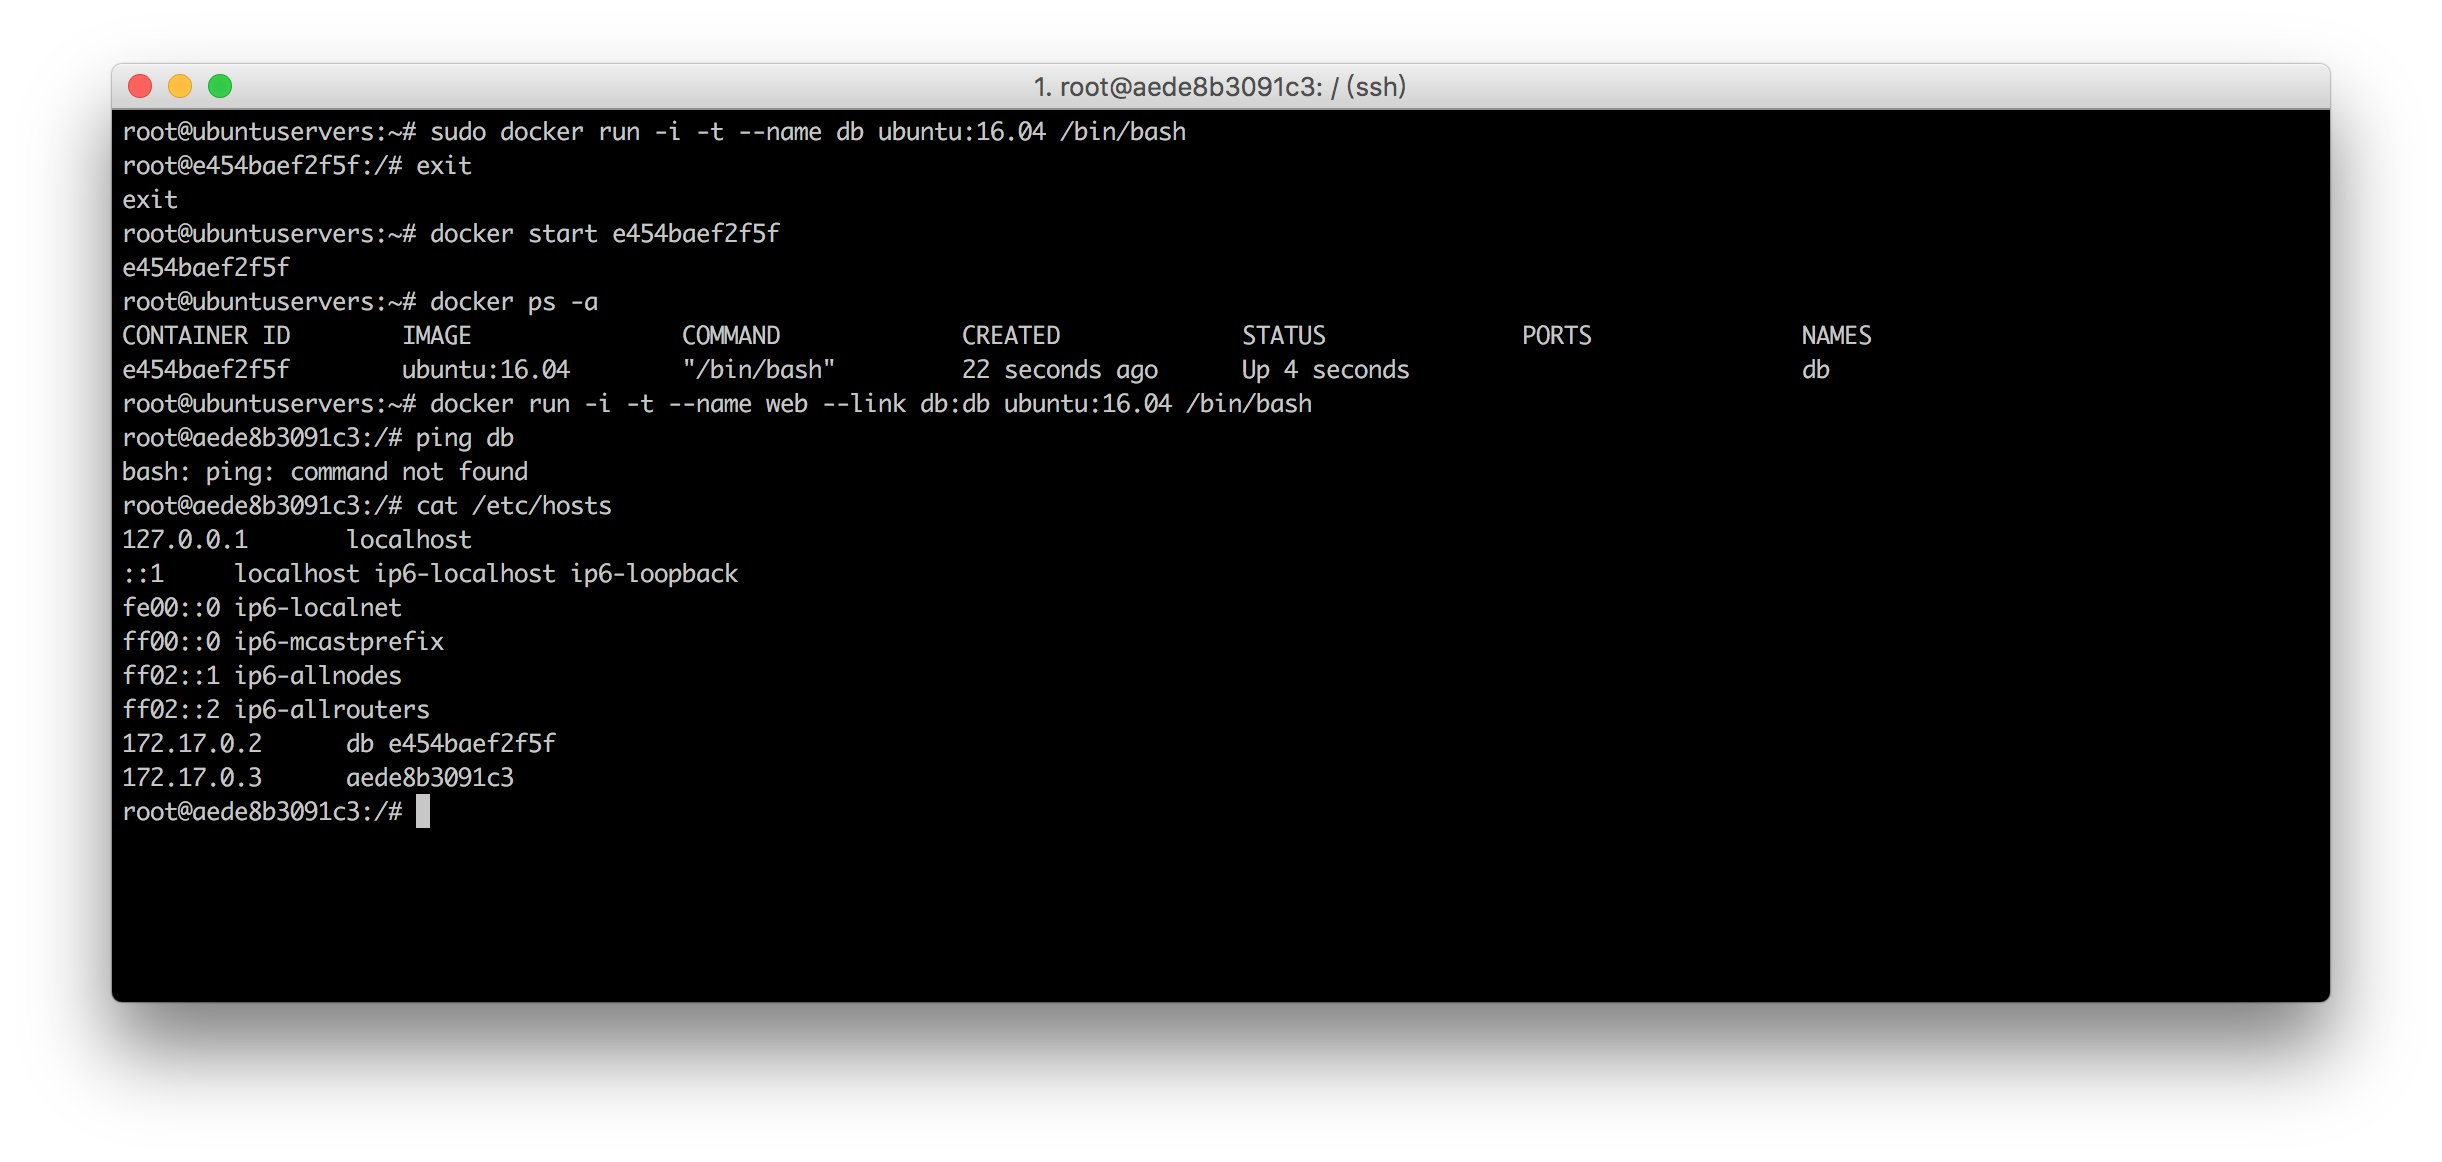 1. root@aede8b3091c3: / (ssh)
root@ubuntuservers:~# sudo docker run -i -t --name db ubuntu:16.04 /bin/bash
root@e454baef2f5f:/# exit
exit
root@ubuntuservers:~# docker start e454baef2f5f
e454baef2f5f
root@ubuntuservers:~# docker ps -a
CONTAINER ID        IMAGE               COMMAND             CREATED             STATUS              PORTS               NAMES
e454baef2f5f        ubuntu:16.04        "/bin/bash"         22 seconds ago      Up 4 seconds                            db
root@ubuntuservers:~# docker run -i -t --name web --link db:db ubuntu:16.04 /bin/bash
root@aede8b3091c3:/# ping db
bash: ping: command not found
root@aede8b3091c3:/# cat /etc/hosts
127.0.0.1       localhost
::1     localhost ip6-localhost ip6-loopback
fe00::0 ip6-localnet
ff00::0 ip6-mcastprefix
ff02::1 ip6-allnodes
ff02::2 ip6-allrouters
172.17.0.2      db e454baef2f5f
172.17.0.3      aede8b3091c3
root@aede8b3091c3:/#